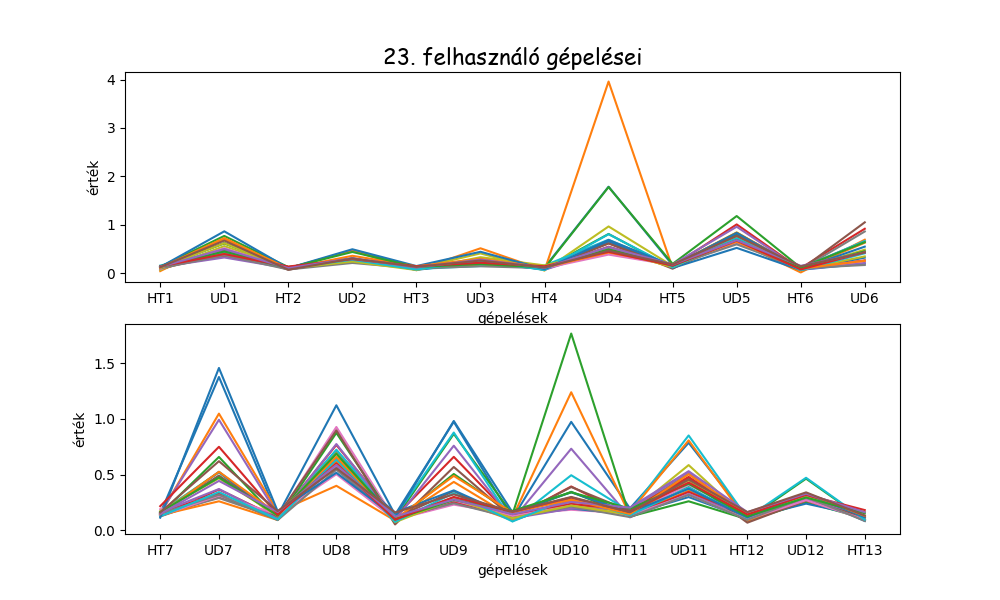 23. felhasználó gépelései
érték
4
3
2
1
0
HT1 UD1 HT2 UD2 HT3 UD3 HT4 UD4 HT5 UD5 HT6 UD6
gépelések
érték
1.5
1.0
0.5
0.0
HT7 UD7 HT8 UD8 HT9 UD9 HT10 UD10 HT11 UD11 HT12 UD12 HT13
gépelések